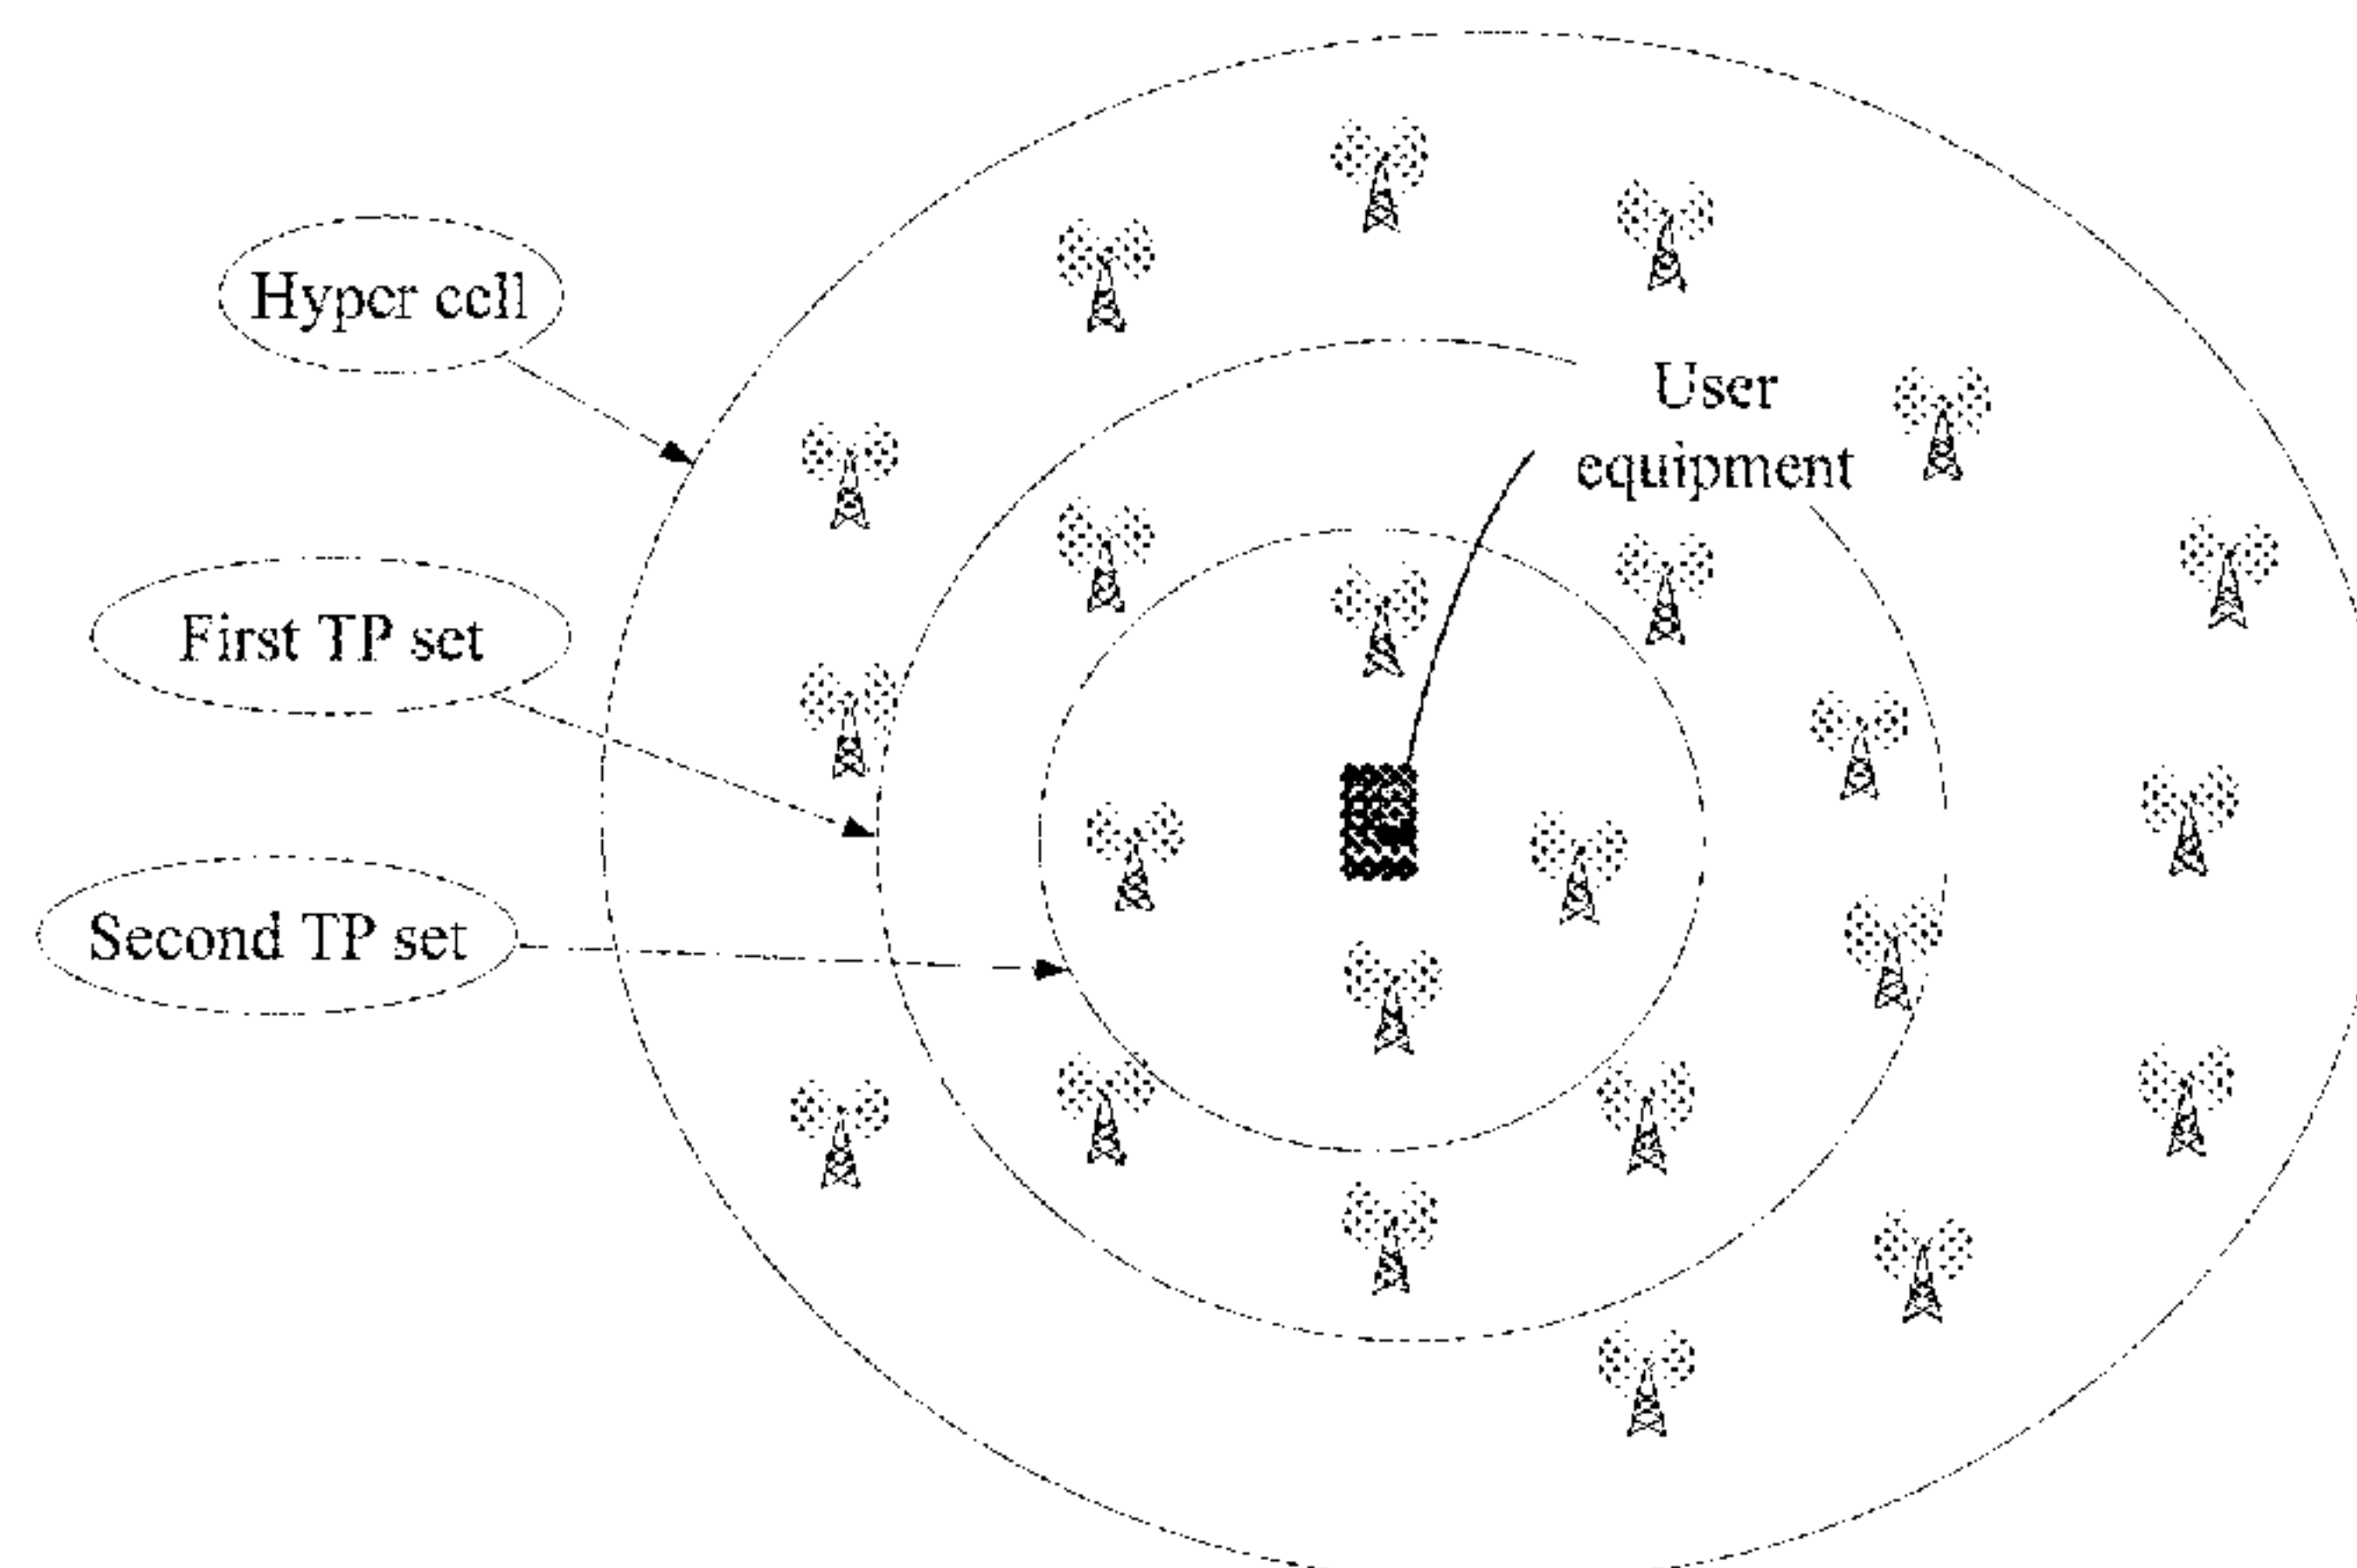 Hyper cell
User
equipment
First TP set
Second TP set